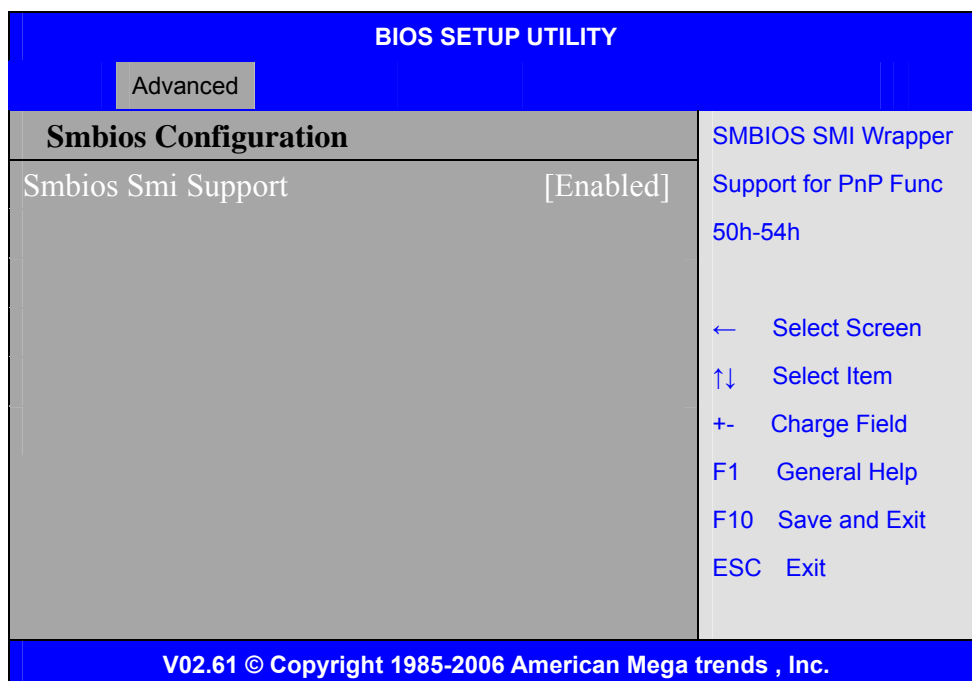 BIOS SETUP UTILITY
Advanced
Smbios Configuration
Smbios Smi Support [Enabled]
SMBIOS SMI Wrapper
Support for PnP Func
50h-54h
← Select Screen
↑↓ Select Item
+- Charge Field
F1 General Help
F10 Save and Exit
ESC Exit
V02.61 © Copyright 1985-2006 American Mega trends , Inc.